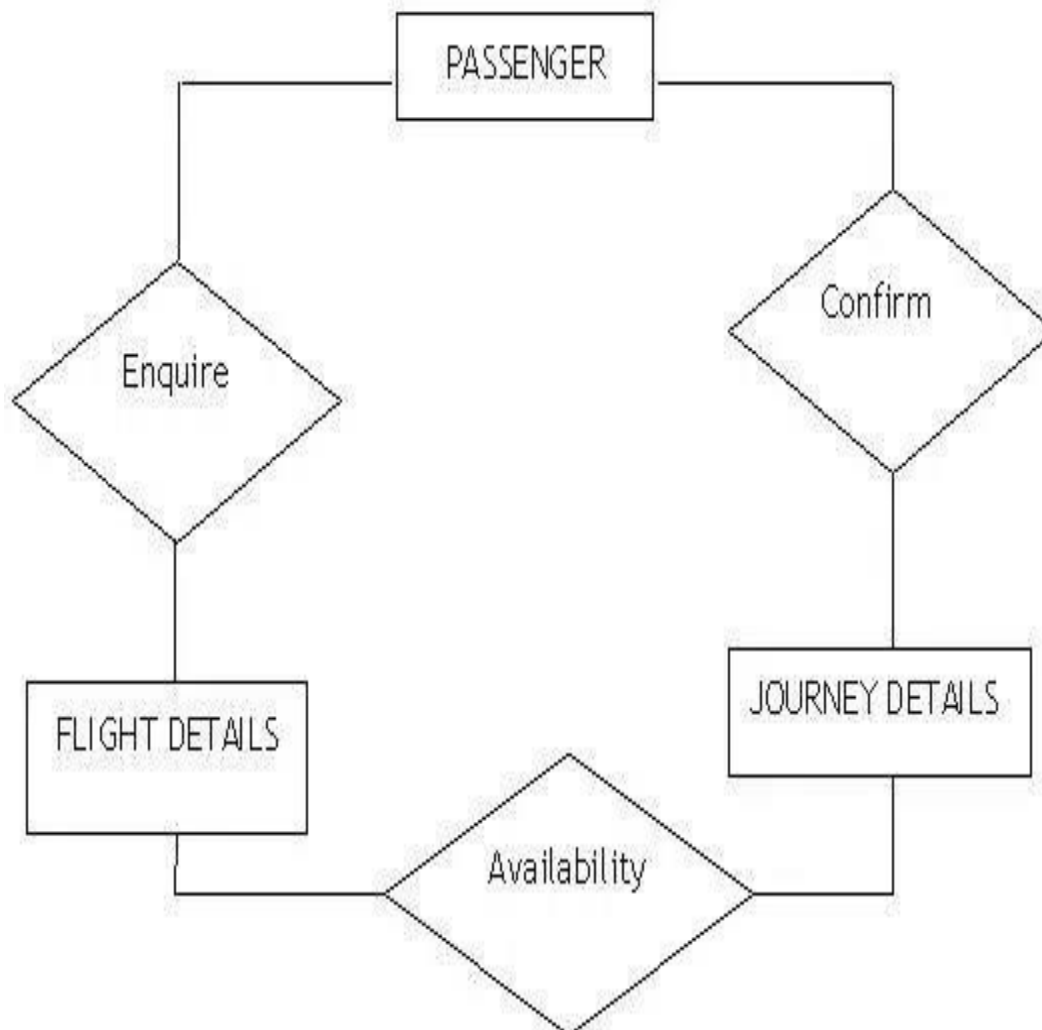 PASSENGER
Confirm
Enquire
JOURNEY DETAILS
FLIGHT DETAILS
Availability